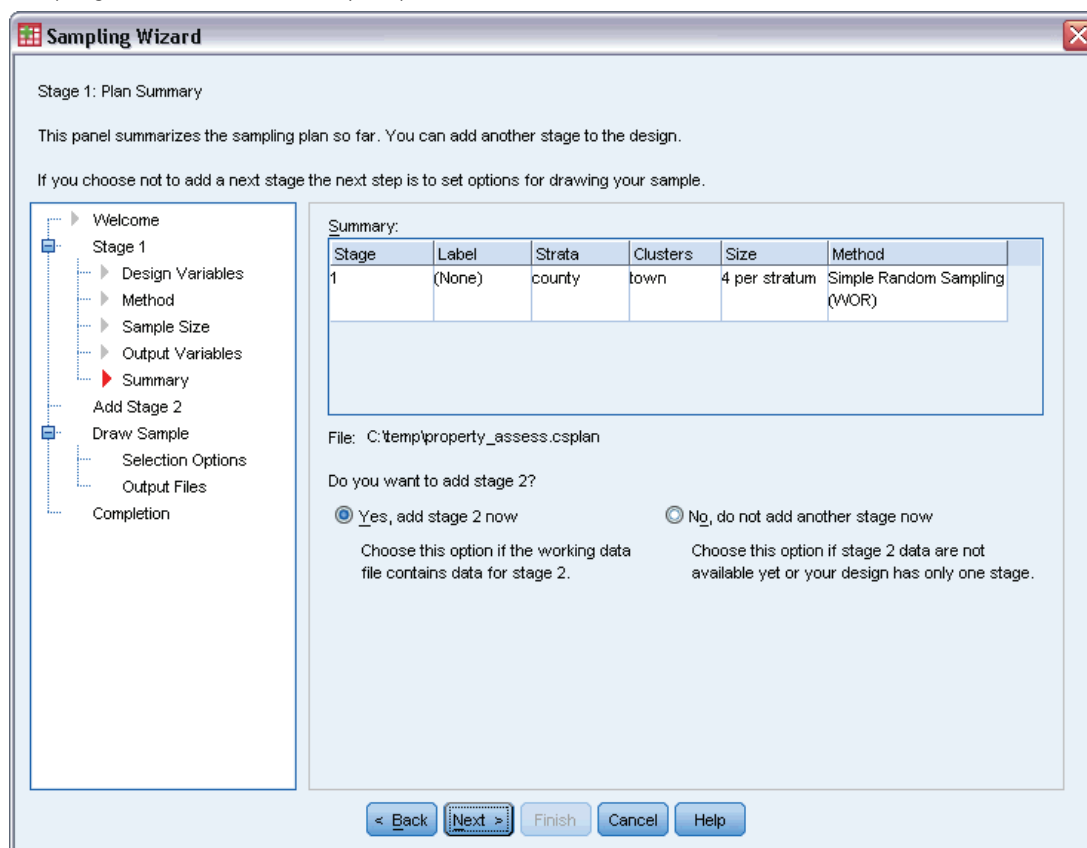 Sampling Wizard
Stage 1: Plan Summary
This panel summarizes the sampling plan so far. You can add another stage to the design.
If you choose not to add a next stage the next step is to set options for drawing your sample.
Welcome
Stage 1
Design Variables
Method
Sample Size
Output Variables
Summary
Add Stage 2
Draw Sample
Selection Options
Output Files
Completion
Summary:
Stage Label Strata Clusters Size Method
1 (None) county town 4 per stratum Simple Random Sampling
(WOR)
File: C:\temp\property_assess.csplan
Do you want to add stage 2?
Yes, add stage 2 now
Choose this option if the working data
file contains data for stage 2.
No, do not add another stage now
Choose this option if stage 2 data are not
available yet or your design has only one stage.
< Back Next > Finish Cancel Help